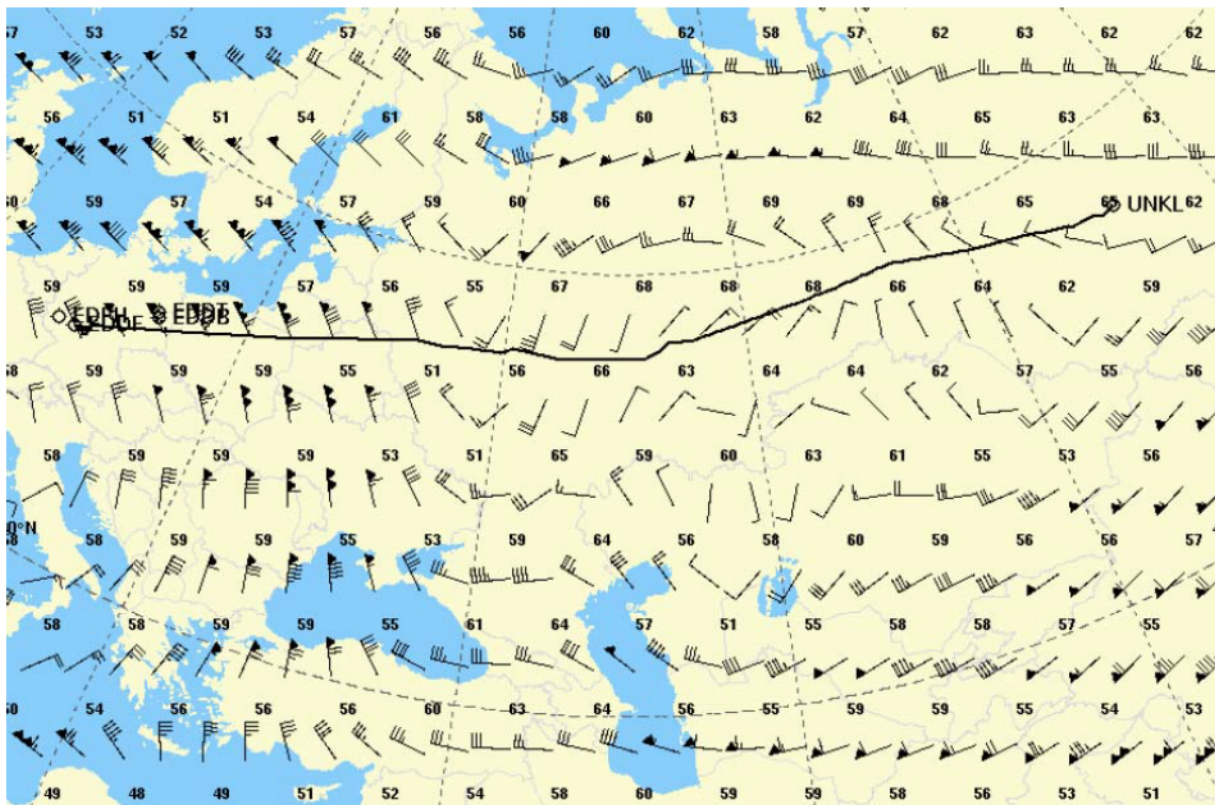 57 53 52 53 56 56 60 62 58 57 62 63 62 62
56 51 51 54 61 58 58 60 63 62 64 65 63
60 59 57 54 57 59 60 66 67 69 68 65 65 UNKL 62
59 59 59 57 56 55 67 68 68 66 64 62 59
EDDT
58 59 59 59 55 51 56 66 63 64 62 57 55 56
58 59 59 59 53 51 65 59 60 63 61 55 53 56
0°N 58 59 55 53 59 64 56 58 60 59 56 56 57
58 58 59 59 55 61 64 57 51 55 58 58 57 55
50 54 56 56 56 60 63 64 56 55 59 59 55 54 53
49 48 49 51 52 54 57 58 60 59 59 56 54 53 51